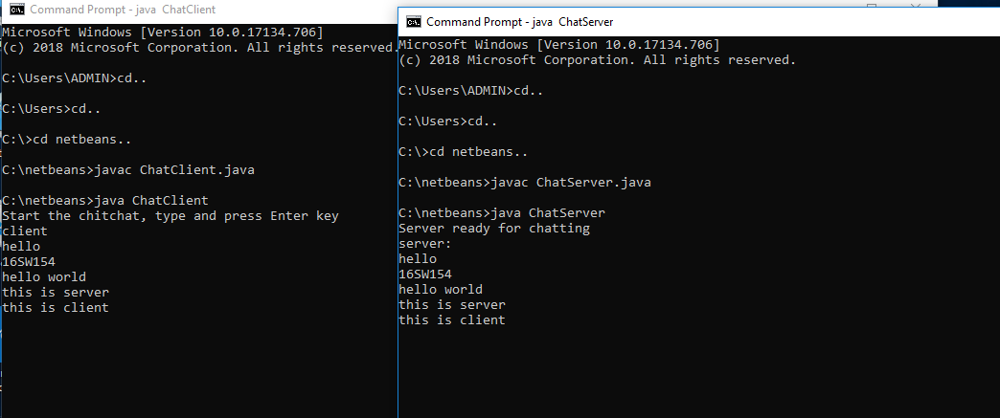 Command Prompt - java  ChatClient
Microsoft Windows [Version 10.0.17134.706]
(c) 2018 Microsoft Corporation. All rights reserved.
C:\Users\ADMIN>cd..
C:\Users>cd..
C:\>cd netbeans..
C:\netbeans>javac ChatClient.java
C:\netbeans>java ChatClient
Start the chitchat, type and press Enter key
client
hello
16SW154
hello world
this is server
this is client
Command Prompt - java  ChatServer
Microsoft Windows [Version 10.0.17134.706]
(c) 2018 Microsoft Corporation. All rights reserved.
C:\Users\ADMIN>cd..
C:\Users>cd..
C:\>cd netbeans..
C:\netbeans>javac ChatServer.java
C:\netbeans>java ChatServer
Server ready for chatting
server:
hello
16SW154
hello world
this is server
this is client